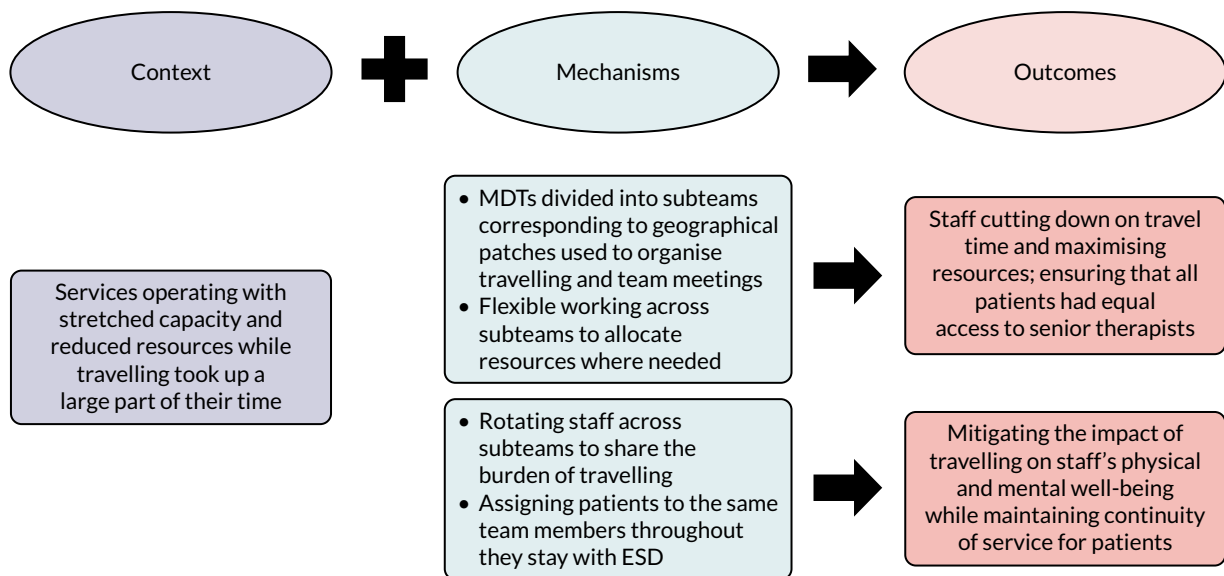 Context
Mechanisms
Outcomes
Services operating with
stretched capacity and
reduced resources while
travelling took up a
large part of their time
• MDTs divided into subteams
corresponding to geographical
patches used to organise
travelling and team meetings
• Flexible working across
subteams to allocate
resources where needed
Staff cutting down on travel
time and maximising
resources; ensuring that all
patients had equal
access to senior therapists
• Rotating staff across
subteams to share the
burden of travelling
• Assigning patients to the same
team members throughout
they stay with ESD
Mitigating the impact of
travelling on staff’s physical
and mental well-being
while maintaining continuity
of service for patients